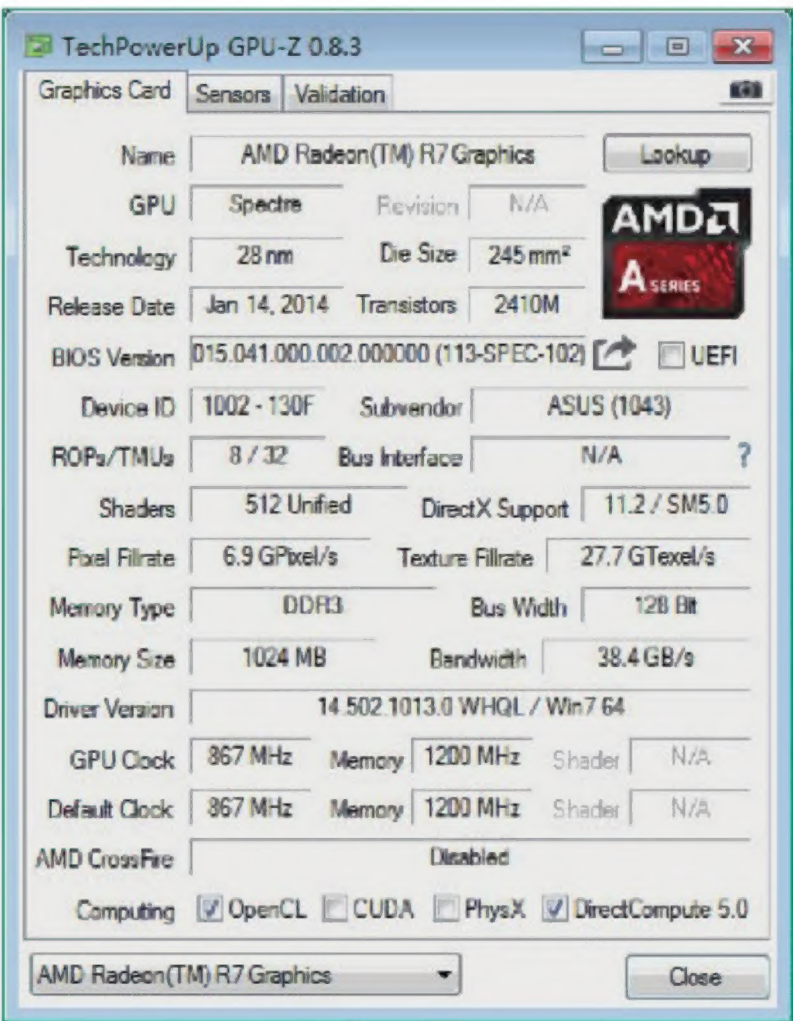 TechPowerUp GPU-Z 0.8.3
Graphics Card Sensors Validation
Name AMD Radeon(TM) R7 Graphics Lookup
GPU Spectre Revision N/A
AMD
Technology 28 nm Die Size 245 mm²
A SERIES
Release Date Jan 14, 2014 Transistors 2410M
BIOS Version 015.041.000.002.000000 (113-SPEC-102) UEFI
Device ID 1002 - 130F Subvendor ASUS (1043)
ROPs/TMUs 8 / 32 Bus Interface N/A ?
Shaders 512 Unified DirectX Support 11.2 / SM5.0
Pixel Fillrate 6.9 GPixel/s Texture Fillrate 27.7 GTexel/s
Memory Type DDR3 Bus Width 128 Bit
Memory Size 1024 MB Bandwidth 38.4 GB/s
Driver Version 14.502.1013.0 WHQL / Win7 64
GPU Clock 867 MHz Memory 1200 MHz Shader N/A
Default Clock 867 MHz Memory 1200 MHz Shader N/A
AMD CrossFire Disabled
Computing OpenCL CUDA PhysX DirectCompute 5.0
AMD Radeon(TM) R7 Graphics Close